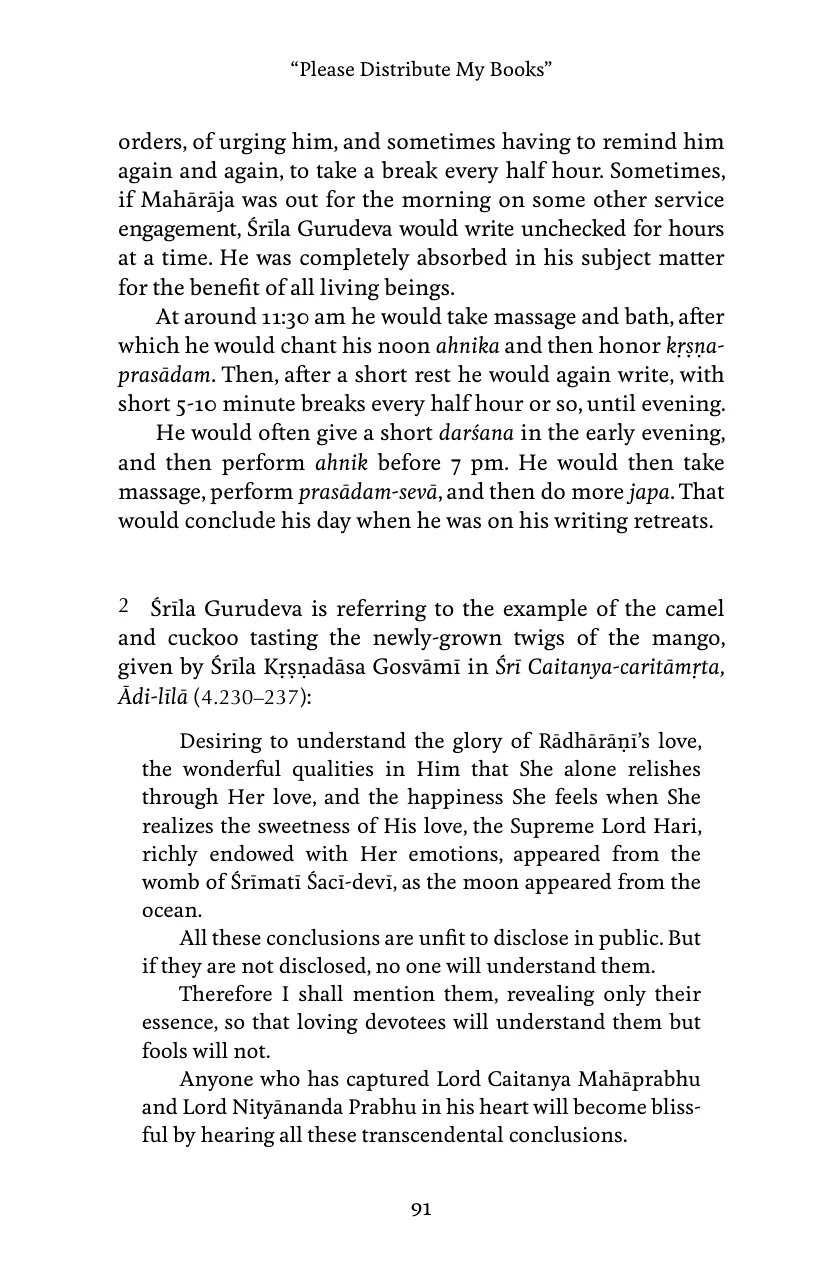 “Please Distribute My Books”
orders, of urging him, and sometimes having to remind him
again and again, to take a break every half hour. Sometimes,
if Mahārāja was out for the morning on some other service
engagement, Śrīla Gurudeva would write unchecked for hours
at a time. He was completely absorbed in his subject matter
for the benefit of all living beings.
At around 11:30 am he would take massage and bath, after
which he would chant his noon ahnika and then honor kṛṣṇa-
prasādam. Then, after a short rest he would again write, with
short 5-10 minute breaks every half hour or so, until evening.
He would often give a short darśana in the early evening,
and then perform ahnik before 7 pm. He would then take
massage, perform prasādam-sevā, and then do more japa. That
would conclude his day when he was on his writing retreats.
2 Śrīla Gurudeva is referring to the example of the camel
and cuckoo tasting the newly-grown twigs of the mango,
given by Śrīla Kṛṣṇadāsa Gosvāmī in Śrī Caitanya-caritāmṛta,
Ādi-līlā (4.230–237):
Desiring to understand the glory of Rādhārāṇī’s love,
the wonderful qualities in Him that She alone relishes
through Her love, and the happiness She feels when She
realizes the sweetness of His love, the Supreme Lord Hari,
richly endowed with Her emotions, appeared from the
womb of Śrīmatī Śacī-devī, as the moon appeared from the
ocean.
All these conclusions are unfit to disclose in public. But
if they are not disclosed, no one will understand them.
Therefore I shall mention them, revealing only their
essence, so that loving devotees will understand them but
fools will not.
Anyone who has captured Lord Caitanya Mahāprabhu
and Lord Nityānanda Prabhu in his heart will become bliss-
ful by hearing all these transcendental conclusions.
91